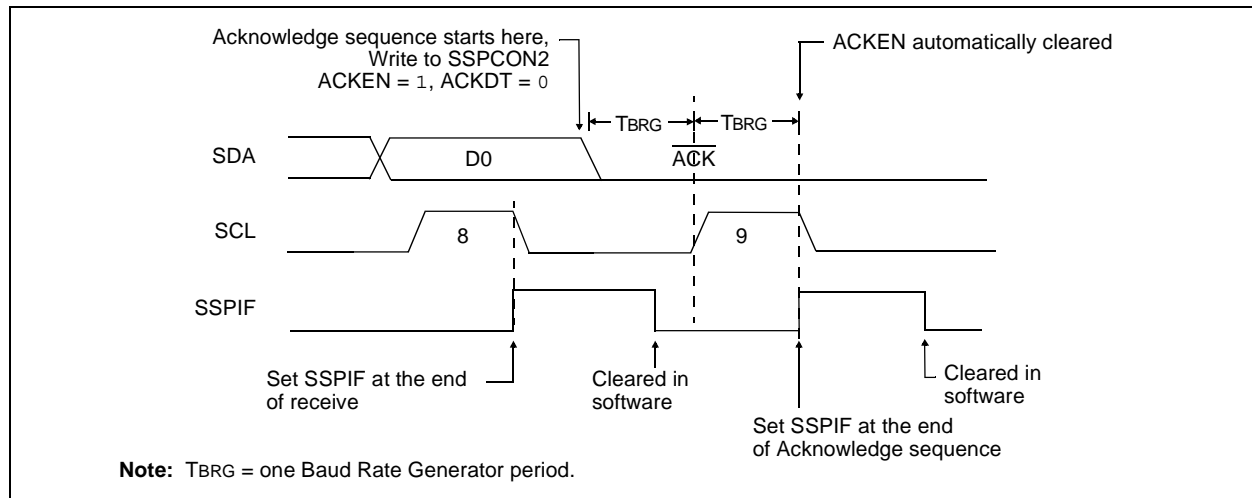 Acknowledge sequence starts here,
Write to SSPCON2
ACKEN = 1, ACKDT = 0
ACKEN automatically cleared
TBRG
TBRG
SDA
D0
ACK
SCL
8
9
SSPIF
Set SSPIF at the end
of receive
Cleared in
software
Set SSPIF at the end
of Acknowledge sequence
Cleared in
software
Note: TBRG = one Baud Rate Generator period.